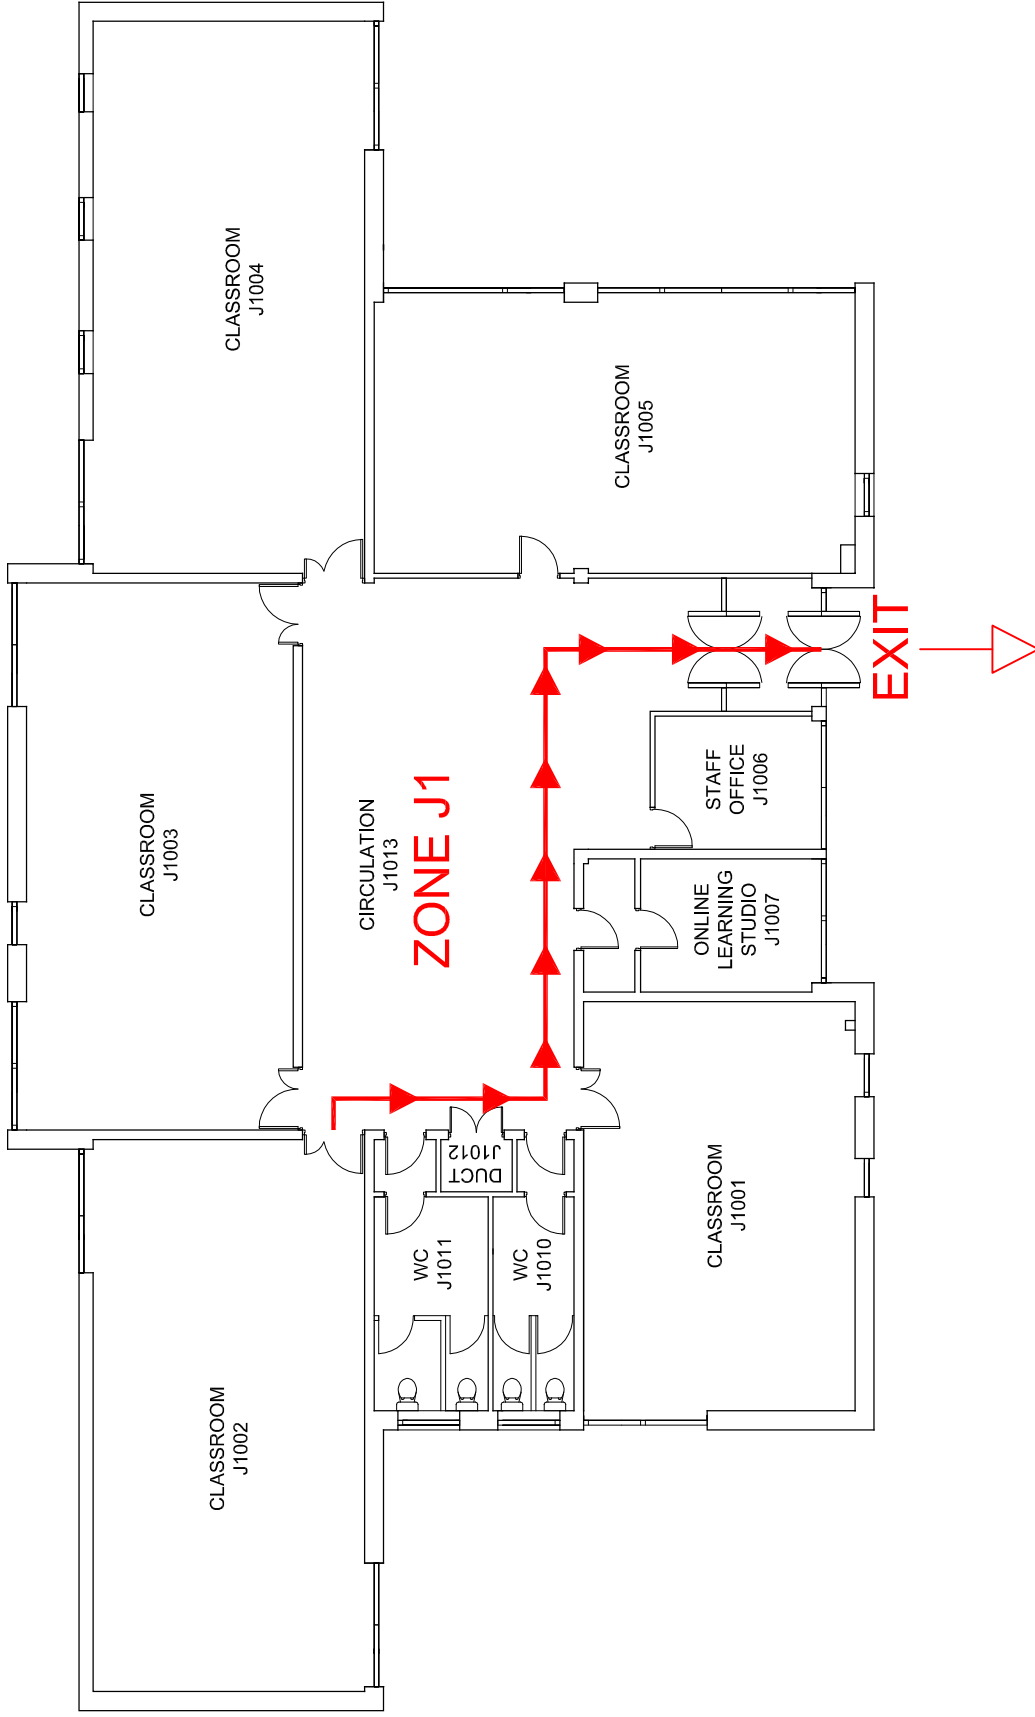 CLASSROOM
J1002
CLASSROOM
J1003
CLASSROOM
J1004
WC
J1011
WC
J1010
DUCT
J1012
CIRCULATION
J1013
ZONE J1
CLASSROOM
J1005
CLASSROOM
J1001
ONLINE
LEARNING
STUDIO
J1007
STAFF
OFFICE
J1006
EXIT